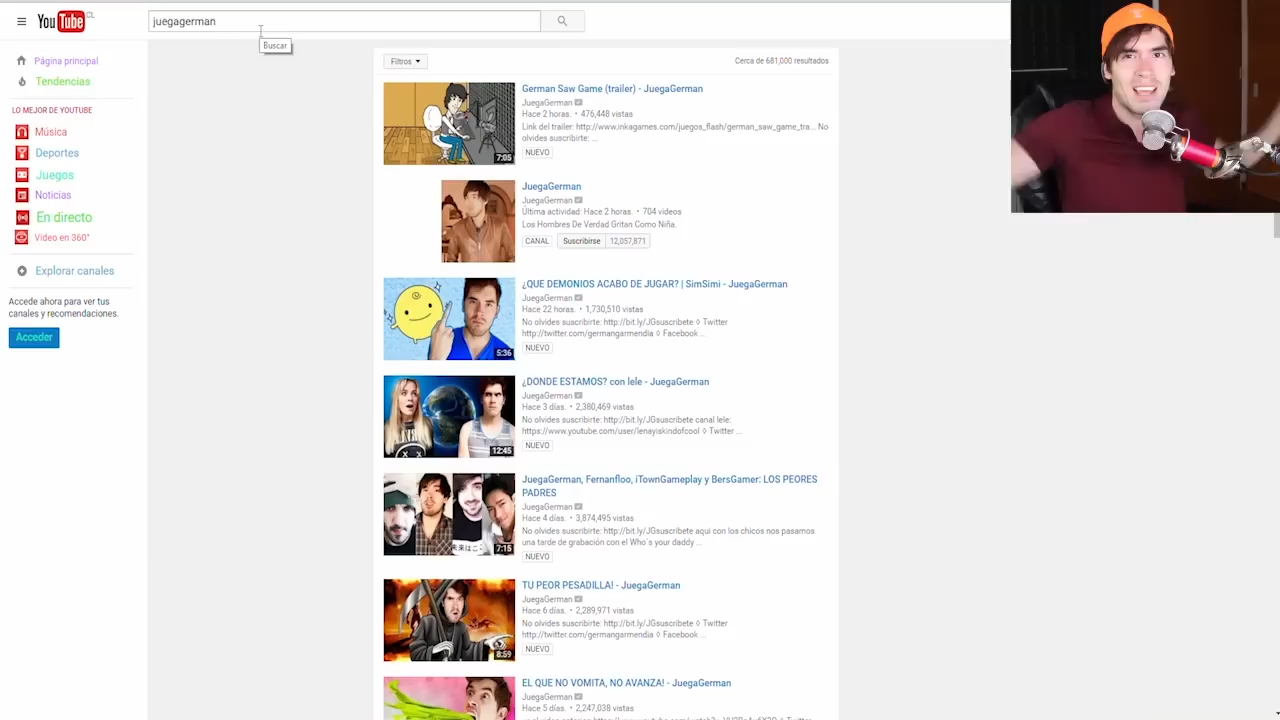 YouTube CL
juegagerman
Buscar
Página principal
Tendencias
LO MEJOR DE YOUTUBE
Música
Deportes
Juegos
Noticias
En directo
Vídeo en 360°
Explorar canales
Accede ahora para ver tus
canales y recomendaciones.
Acceder
Filtros
Cerca de 681,000 resultados
German Saw Game (trailer) - JuegaGerman
JuegaGerman
Hace 2 horas. • 476,448 vistas
Link del trailer: http://www.inkagames.com/juegos_flash/german_saw_game_tra... No
olvides suscribirte: ...
NUEVO
7:05
JuegaGerman
JuegaGerman
Última actividad: Hace 2 horas. • 704 videos
Los Hombres De Verdad Gritan Como Niña.
CANAL Suscribirse 12,057,871
¿QUE DEMONIOS ACABO DE JUGAR? | SimSimi - JuegaGerman
JuegaGerman
Hace 22 horas. • 1,730,510 vistas
No olvides suscribirte: http://bit.ly/JGsuscribete ◊ Twitter
http://twitter.com/germangarmendia ◊ Facebook ...
NUEVO
5:36
¿DONDE ESTAMOS? con lele - JuegaGerman
JuegaGerman
Hace 3 días. • 2,380,469 vistas
No olvides suscribirte: http://bit.ly/JGsuscribete canal lele:
https://www.youtube.com/user/lenayiskindofcool ◊ Twitter ...
NUEVO
12:45
JuegaGerman, Fernanfloo, iTownGameplay y BersGamer: LOS PEORES
PADRES
JuegaGerman
Hace 4 días. • 3,874,495 vistas
No olvides suscribirte: http://bit.ly/JGsuscribete aqui con los chicos nos pasamos
una tarde de grabación con el Who´s your daddy ...
NUEVO
7:15
TU PEOR PESADILLA! - JuegaGerman
JuegaGerman
Hace 6 días. • 2,289,971 vistas
No olvides suscribirte: http://bit.ly/JGsuscribete ◊ Twitter
http://twitter.com/germangarmendia ◊ Facebook ...
NUEVO
8:59
EL QUE NO VOMITA, NO AVANZA! - JuegaGerman
JuegaGerman
Hace 5 días. • 2,247,038 vistas